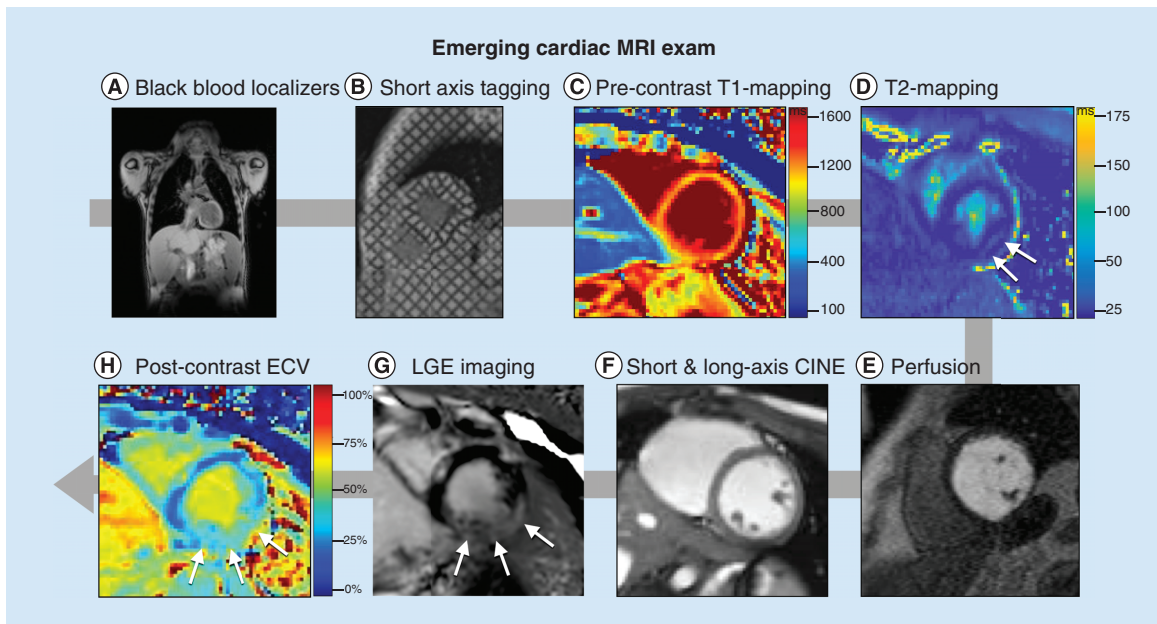 Emerging cardiac MRI exam
A Black blood localizers
B Short axis tagging
C Pre-contrast T1-mapping
D T2-mapping
ms
1600
1200
800
400
100
ms
175
150
100
50
25
H Post-contrast ECV
G LGE imaging
F Short & long-axis CINE
E Perfusion
100%
75%
50%
25%
0%